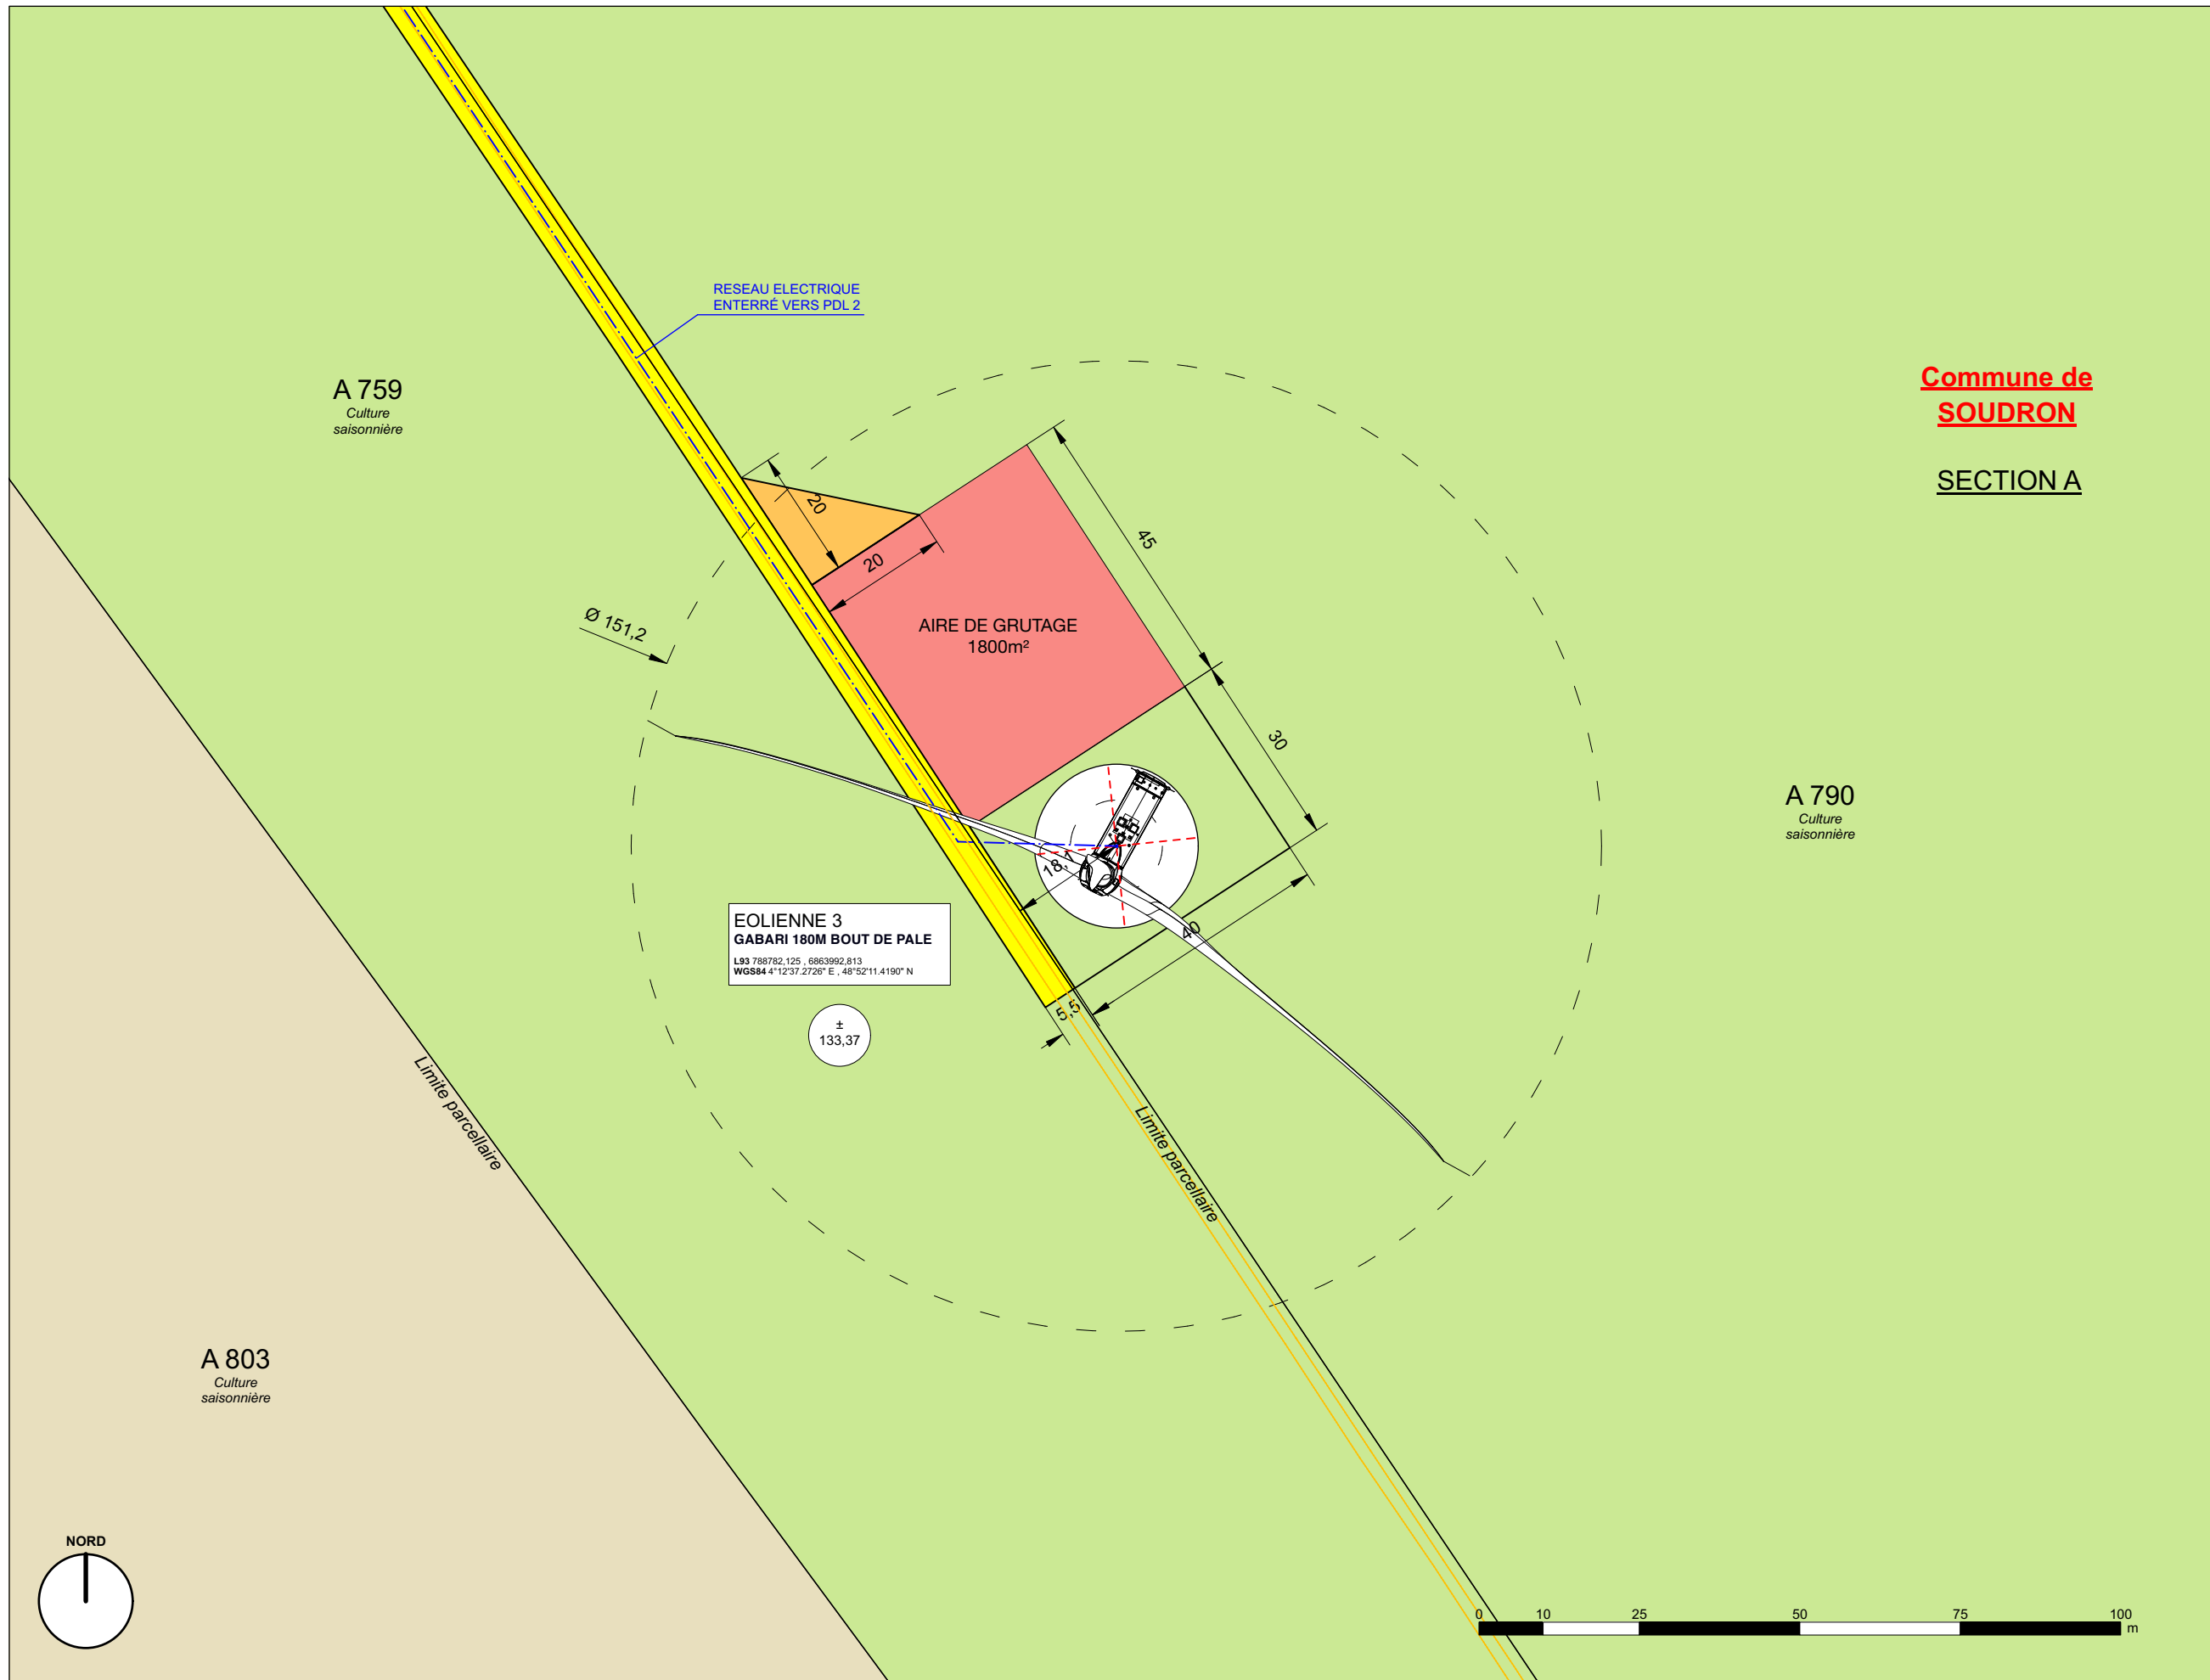 RESEAU ELECTRIQUE
ENTERRÉ VERS PDL 2
A 759
Culture
saisonnière
Commune de
SOUDRON
SECTION A
20
20
45
Ø 151,2
AIRE DE GRUTAGE
1800m²
30
A 790
Culture
saisonnière
18,1
40
EOLIENNE 3
GABARI 180M BOUT DE PALE
L93 788782,125 , 6863992,813
WGS84 4°12'37.2726" E , 48°52'11.4190" N
5,5
±
133,37
Limite parcellaire
Limite parcellaire
A 803
Culture
saisonnière
NORD
0 10 25 50 75 100
m